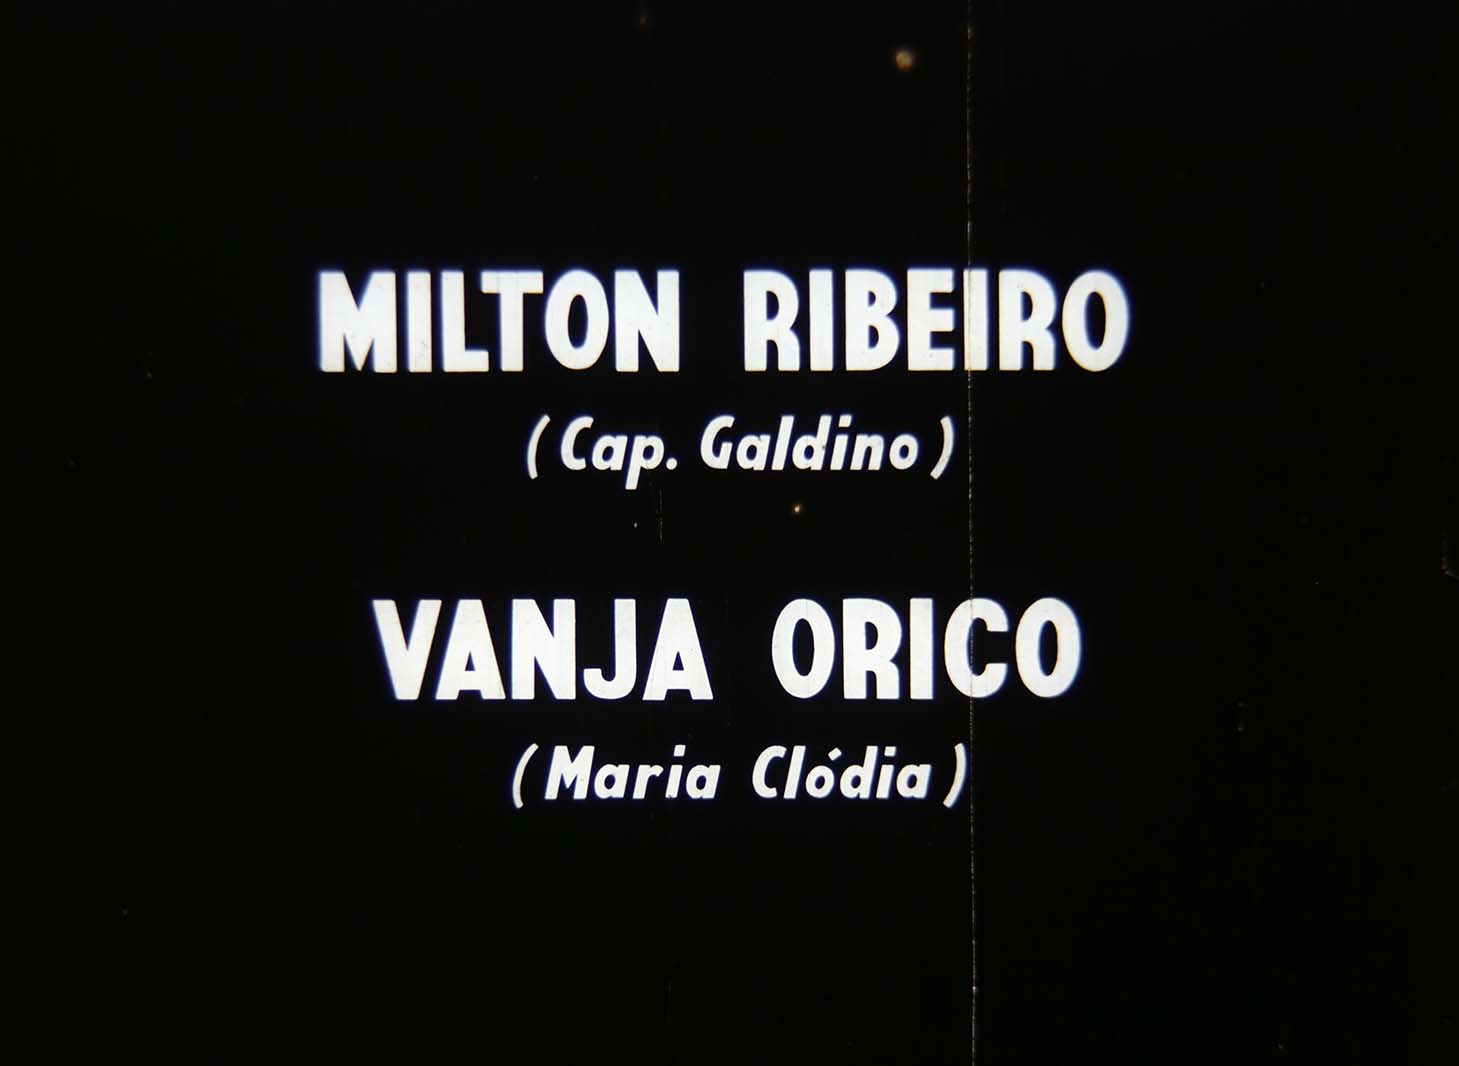 MILTON RIBEIRO
(Cap. Galdino)
VANJA ORICO
(Maria Clódia)